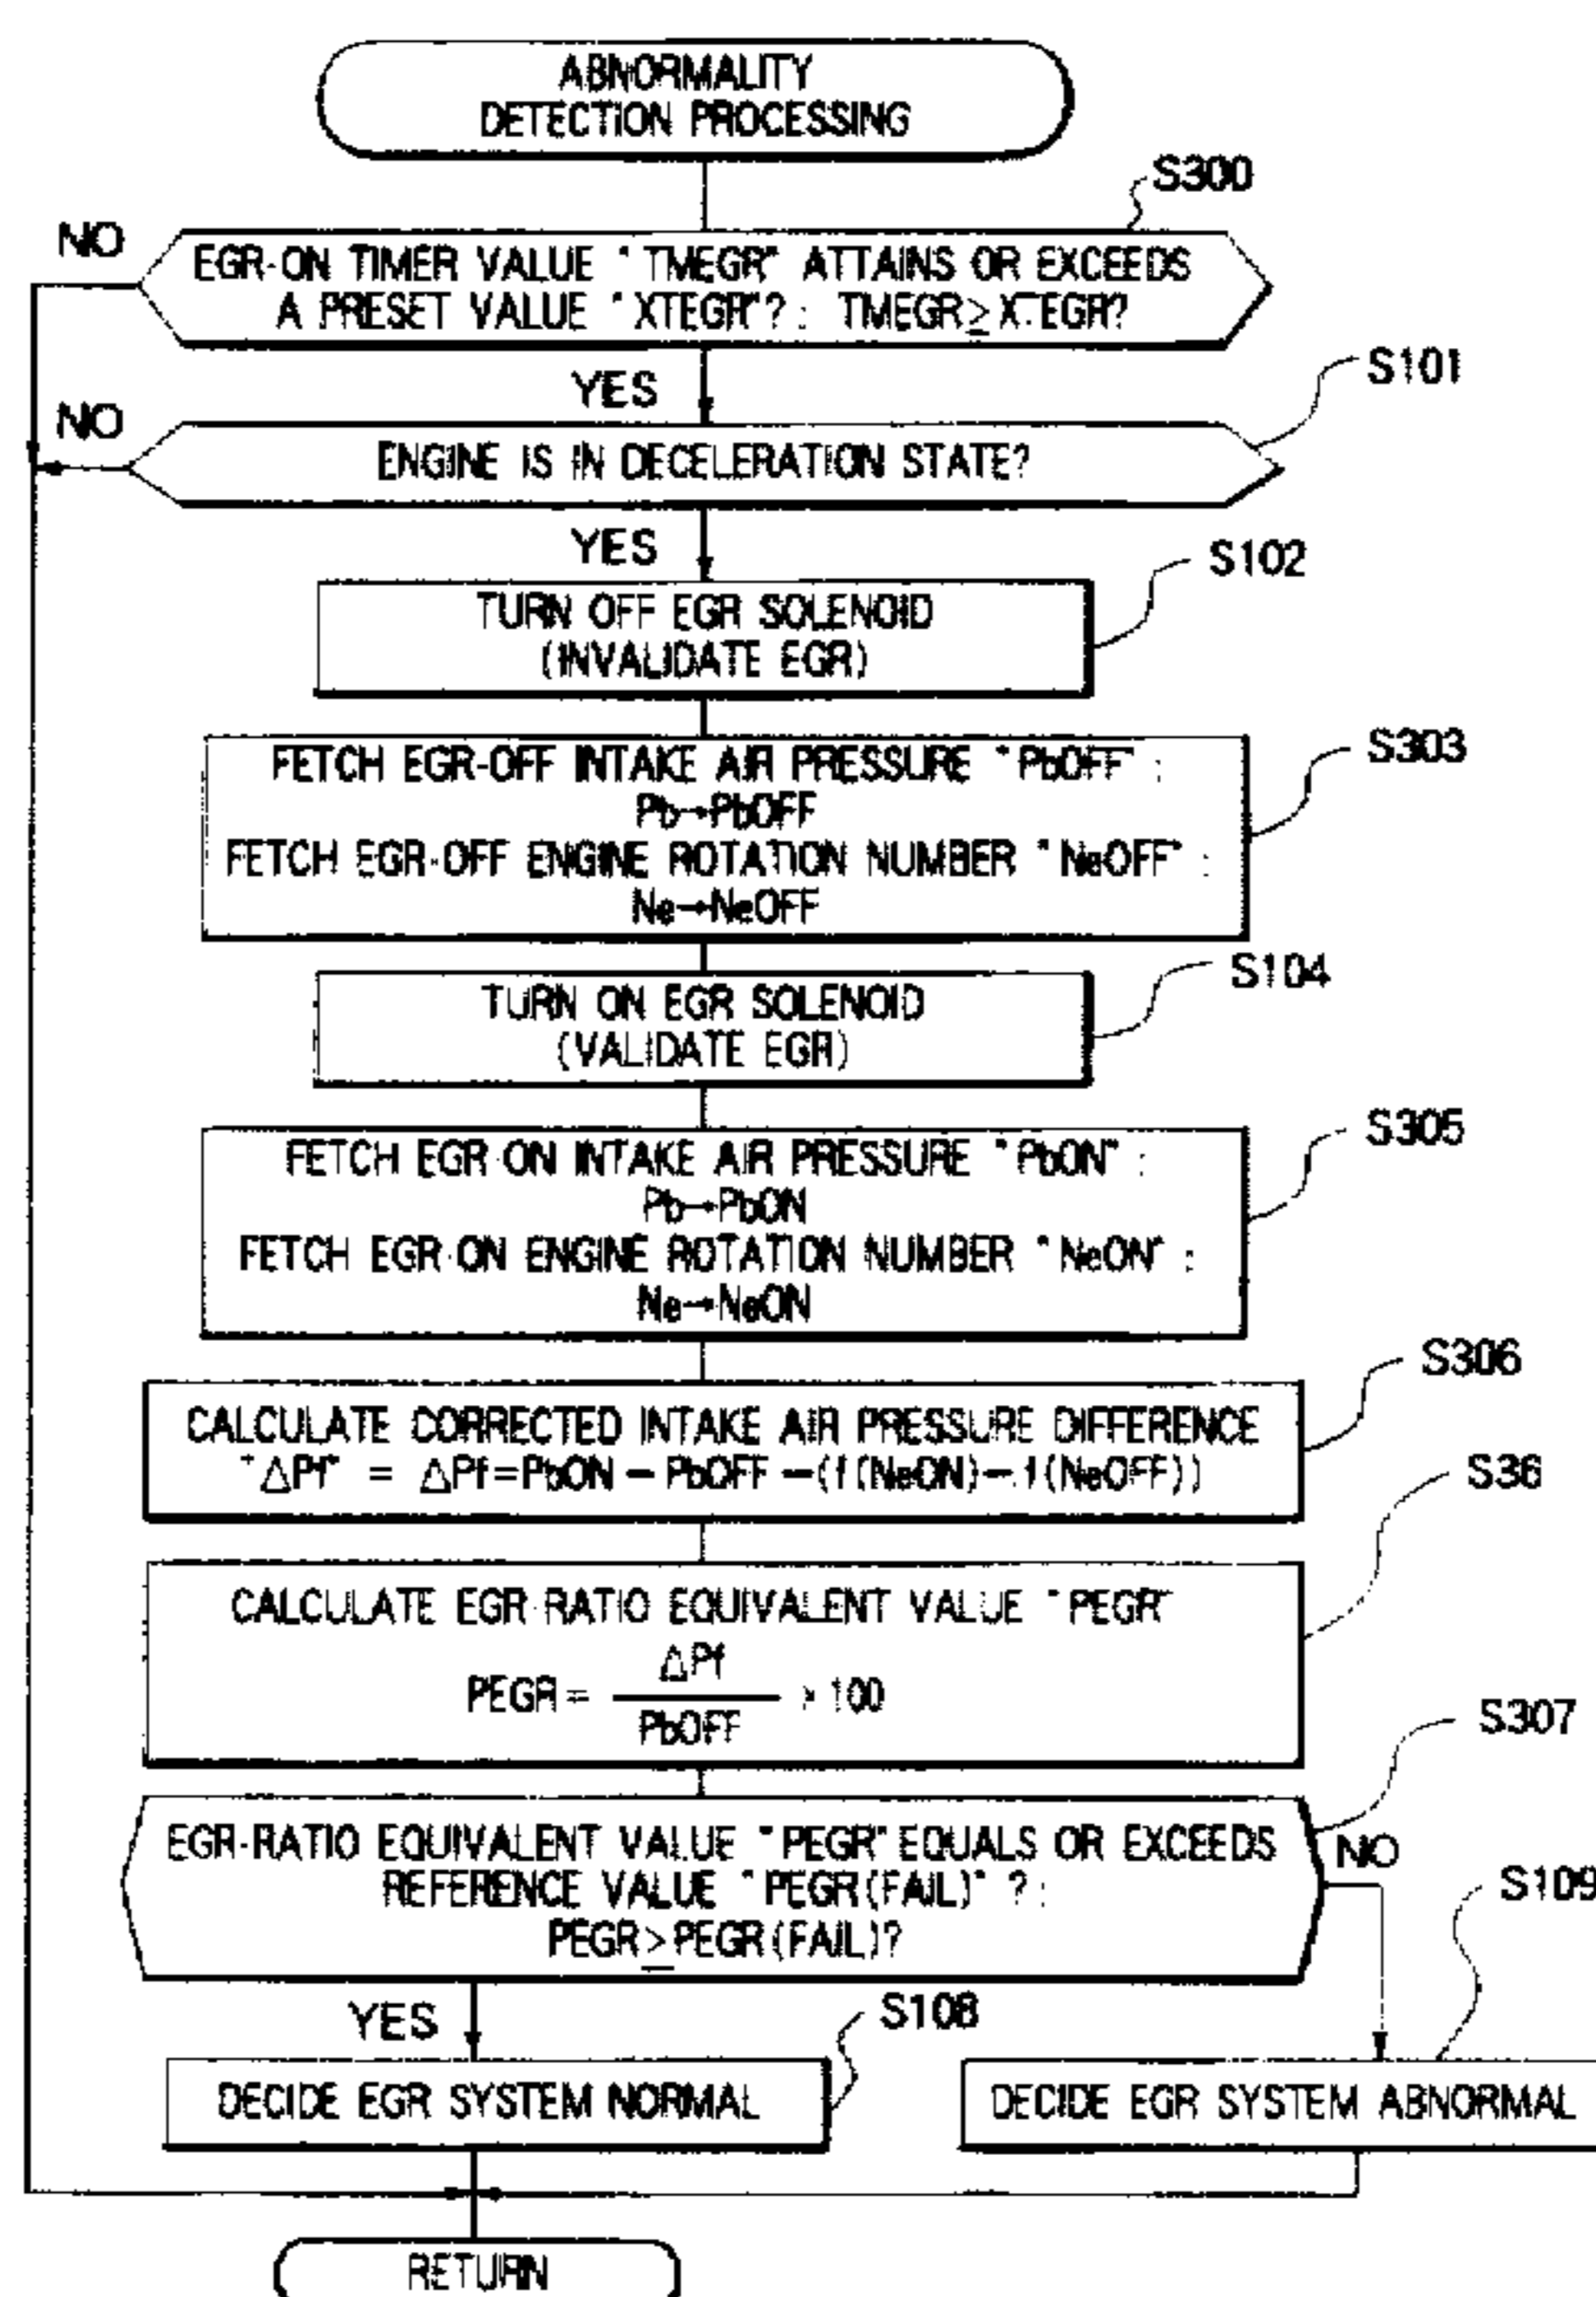 ABNORMALITY
DETECTION PROCESSING
S300
NO
EGR-ON TIMER VALUE "TMEGR" ATTAINS OR EXCEEDS
A PRESET VALUE "XTEGR"? : TMEGR≥XTEGR?
YES
S101
NO
ENGINE IS IN DECELERATION STATE?
YES
S102
TURN OFF EGR SOLENOID
(INVALIDATE EGR)
S303
FETCH EGR-OFF INTAKE AIR PRESSURE "PbOFF" :
Pb→PbOFF
FETCH EGR-OFF ENGINE ROTATION NUMBER "NeOFF" :
Ne→NeOFF
S104
TURN ON EGR SOLENOID
(VALIDATE EGR)
S305
FETCH EGR-ON INTAKE AIR PRESSURE "PbON" :
Pb→PbON
FETCH EGR-ON ENGINE ROTATION NUMBER "NeON" :
Ne→NeON
S306
CALCULATE CORRECTED INTAKE AIR PRESSURE DIFFERENCE
"△Pf" = △Pf=PbON-PbOFF-(f(NeON)-f(NeOFF))
S36
CALCULATE EGR-RATIO EQUIVALENT VALUE "PEGR"
△Pf
PEGR = ——— × 100
PbOFF
S307
EGR-RATIO EQUIVALENT VALUE "PEGR" EQUALS OR EXCEEDS
REFERENCE VALUE "PEGR(FAIL)" ? :
PEGR≥PEGR(FAIL)?
NO
S109
YES
S108
DECIDE EGR SYSTEM NORMAL
DECIDE EGR SYSTEM ABNORMAL
RETURN